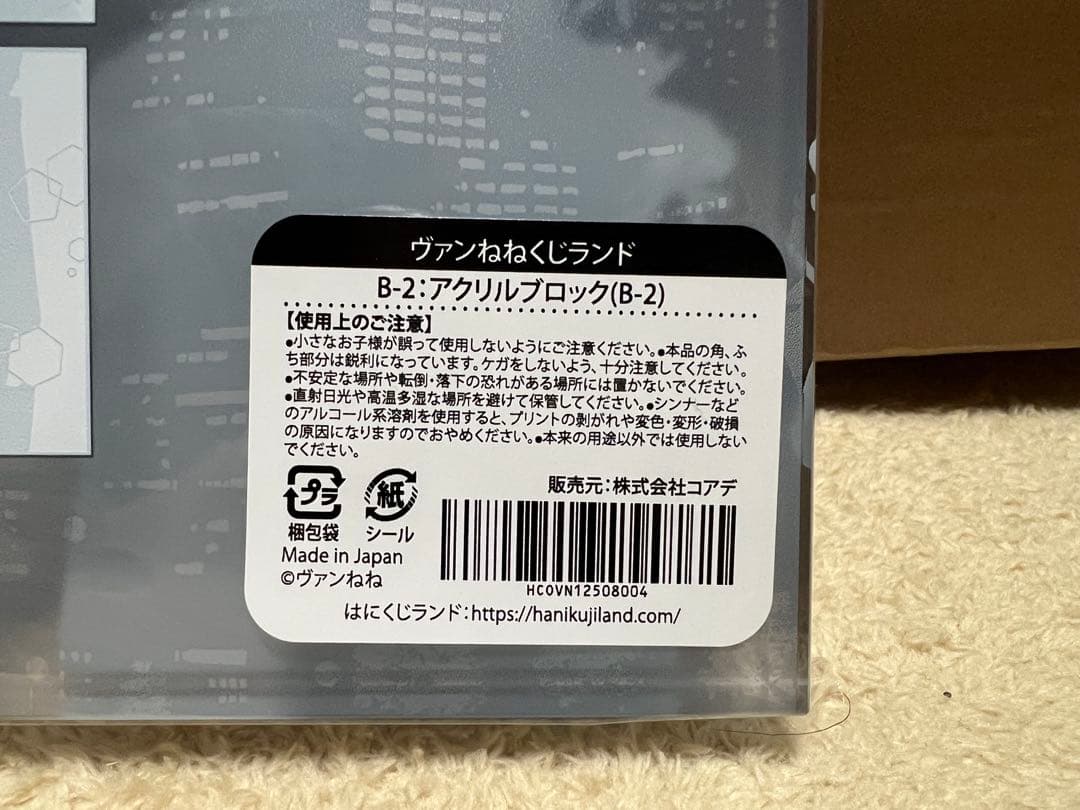 ヴァンねねくじランド
B-2：アクリルブロック(B-2)
【使用上のご注意】
●小さなお子様が誤って使用しないようにご注意ください。●本品の角、ふ
ち部分は鋭利になっています。ケガをしないよう、十分注意してください。
●不安定な場所や転倒・落下の恐れがある場所には置かないでください。
●直射日光や高温多湿な場所を避けて保管してください。●シンナーなど
のアルコール系溶剤を使用すると、プリントの剥がれや変色・変形・破損
の原因になりますのでおやめください。●本来の用途以外では使用しない
でください。
プラ
紙
販売元：株式会社コアデ
梱包袋
シール
Made in Japan
©ヴァンねね
HCOVN12508004
はにくじランド：https://hanikujiland.com/